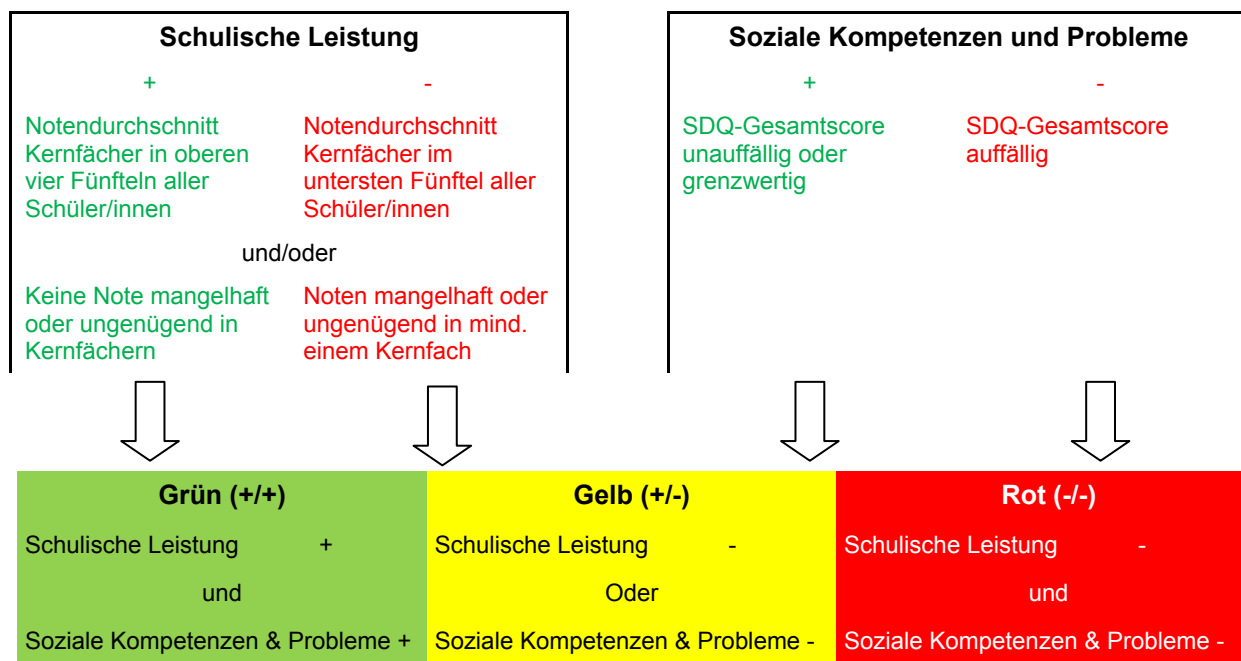 Schulische Leistung
+ -
Notendurchschnitt
Kernfächer in oberen
vier Fünfteln aller
Schüler/innen
Notendurchschnitt
Kernfächer im
untersten Fünftel aller
Schüler/innen
und/oder
Keine Note mangelhaft
oder ungenügend in
Kernfächern
Noten mangelhaft oder
ungenügend in mind.
einem Kernfach
Soziale Kompetenzen und Probleme
+ -
SDQ-Gesamtscore
unauffällig oder
grenzwertig
SDQ-Gesamtscore
auffällig
Grün (+/+)
Schulische Leistung +
und
Soziale Kompetenzen & Probleme +
Gelb (+/-)
Schulische Leistung -
Oder
Soziale Kompetenzen & Probleme -
Rot (-/-)
Schulische Leistung -
und
Soziale Kompetenzen & Probleme -